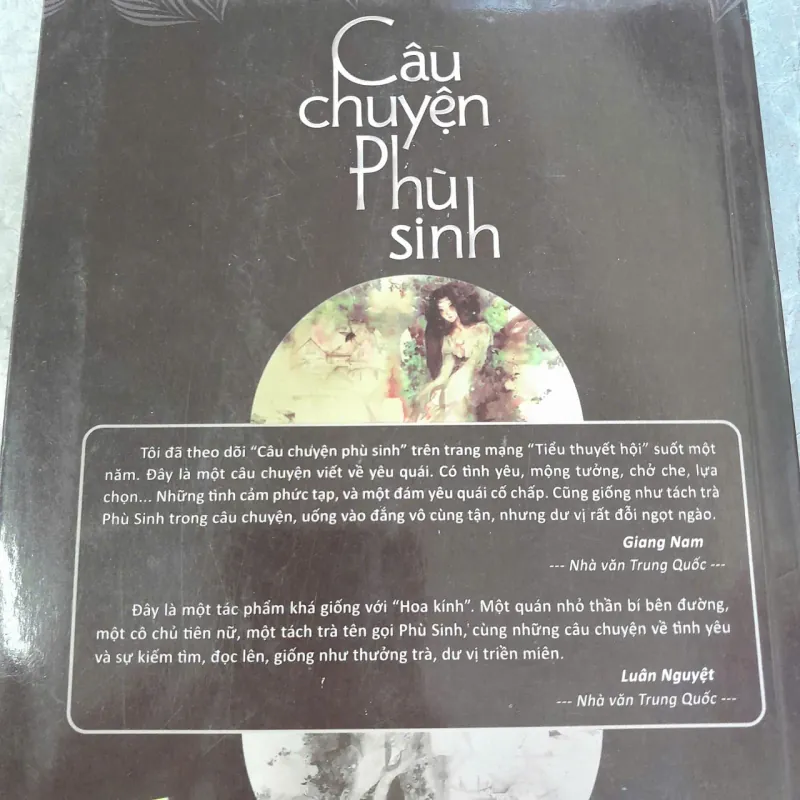 Câu
chuyện
Phù
sinh
Tôi đã theo dõi “Câu chuyện phù sinh” trên trang mạng “Tiểu thuyết hội” suốt một
năm. Đây là một câu chuyện viết về yêu quái. Có tình yêu, mộng tưởng, chở che, lựa
chọn... Những tình cảm phức tạp, và một đám yêu quái cố chấp. Cũng giống như tách trà
Phù Sinh trong câu chuyện, uống vào đắng vô cùng tận, nhưng dư vị rất đỗi ngọt ngào.
Giang Nam
--- Nhà văn Trung Quốc ---
Đây là một tác phẩm khá giống với “Hoa kính”. Một quán nhỏ thần bí bên đường,
một cô chủ tiên nữ, một tách trà tên gọi Phù Sinh, cùng những câu chuyện về tình yêu
và sự kiếm tìm, đọc lên, giống như thưởng trà, dư vị triền miên.
Luân Nguyệt
--- Nhà văn Trung Quốc ---